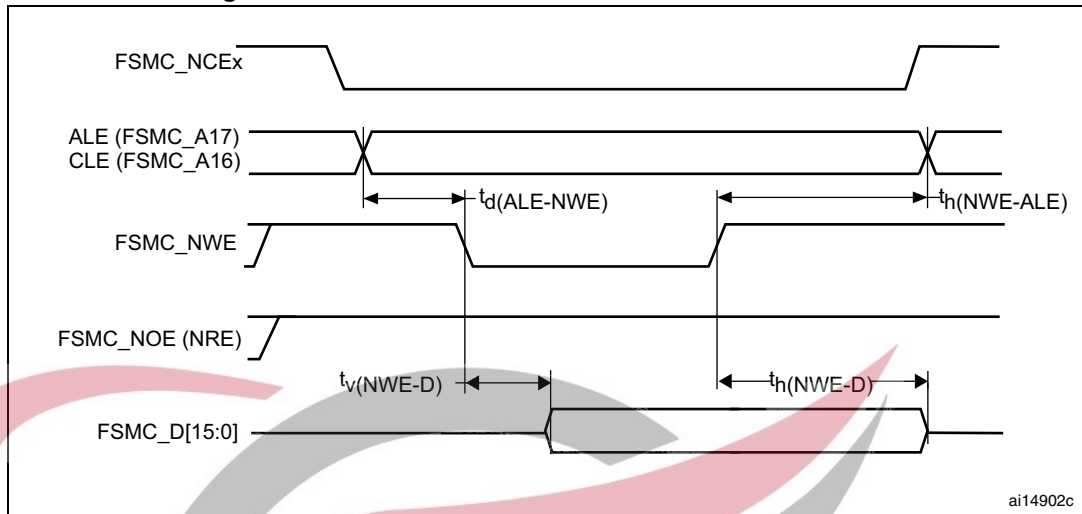 FSMC_NCEx
ALE (FSMC_A17)
CLE (FSMC_A16)
td(ALE-NWE)
th(NWE-ALE)
FSMC_NWE
FSMC_NOE (NRE)
tv(NWE-D)
th(NWE-D)
FSMC_D[15:0]
ai14902c